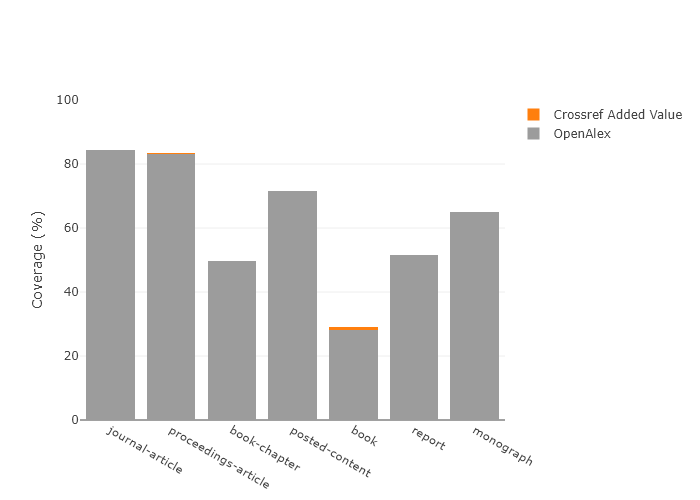 100
80
60
40
20
0
Coverage (%)
journal-article
proceedings-article
book-chapter
posted-content
book
report
monograph
Crossref Added Value
OpenAlex